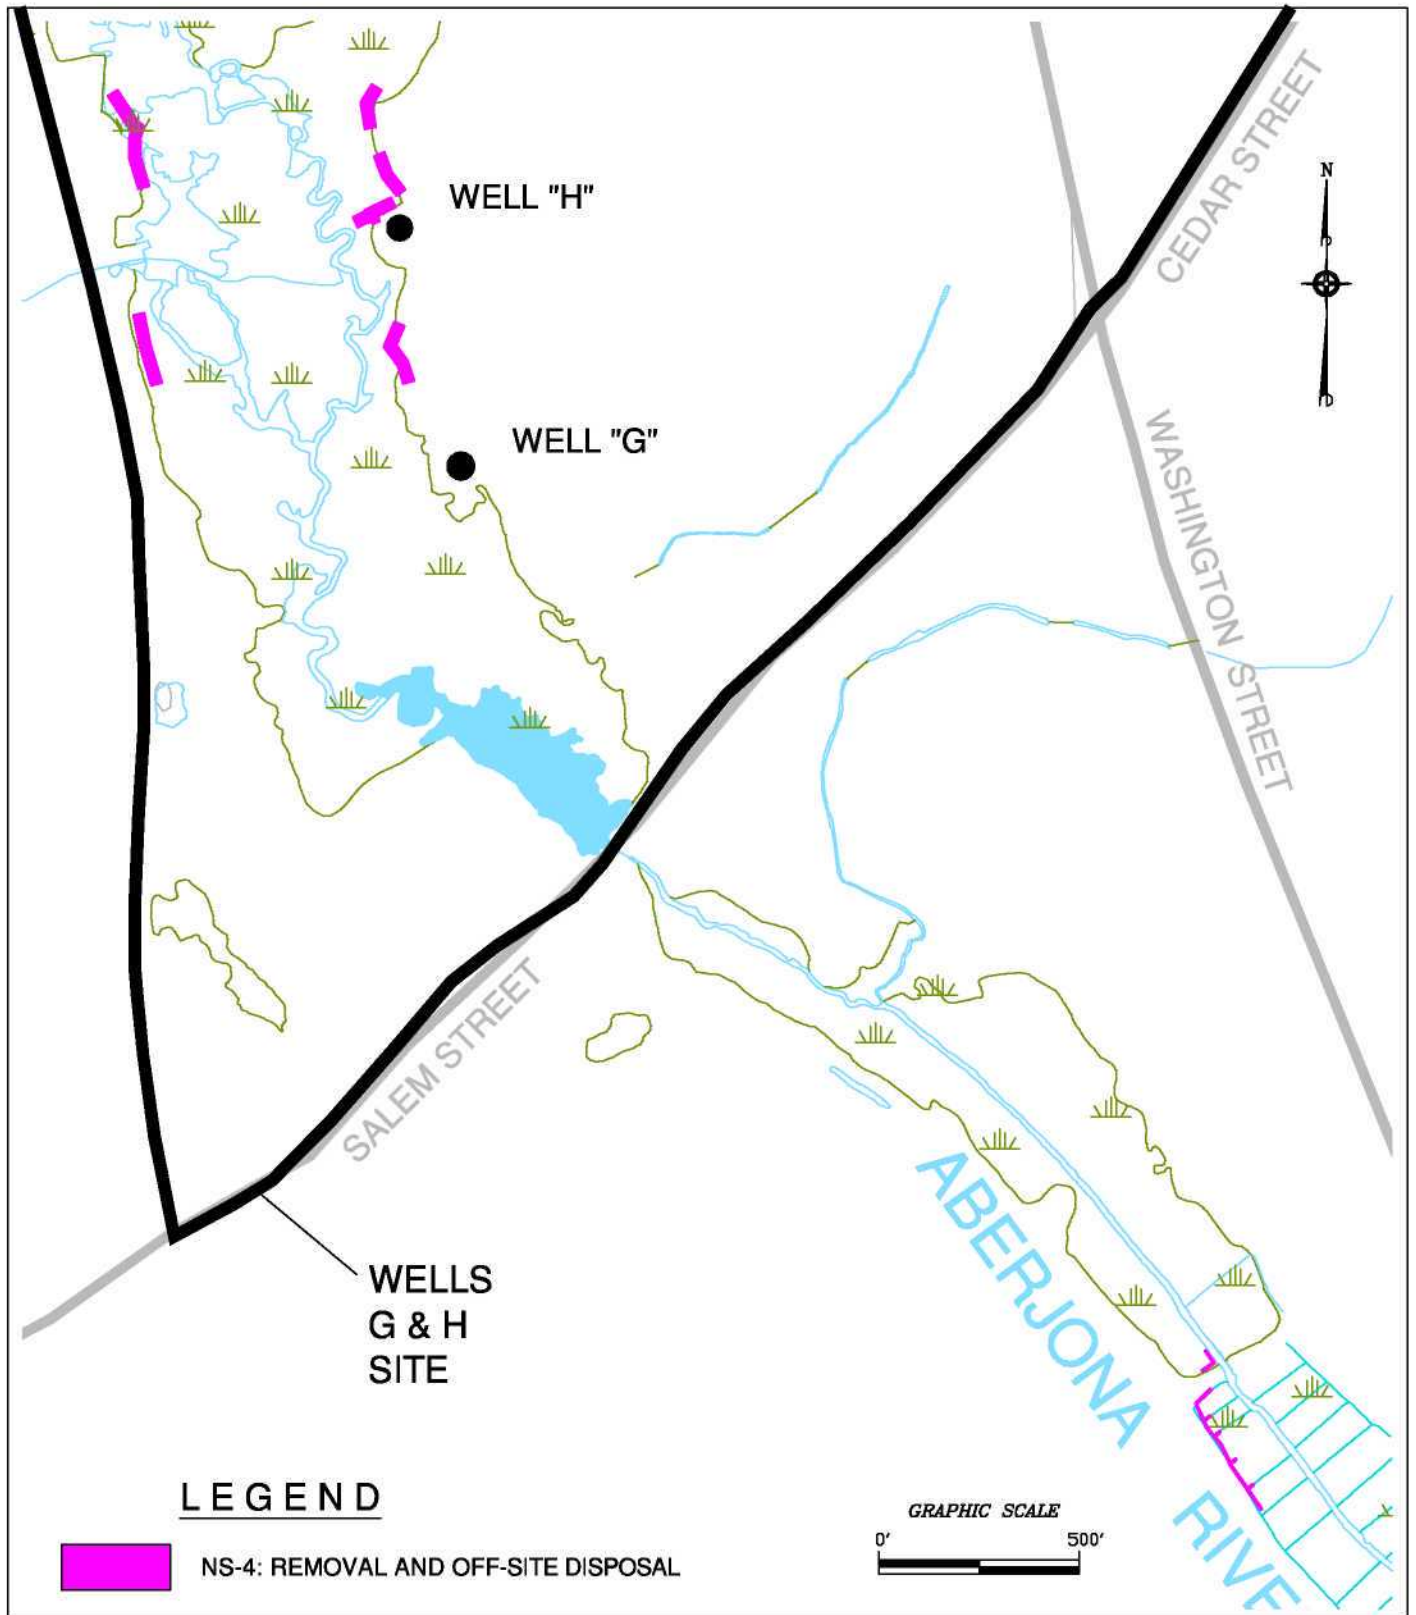 WELL "H"
CEDAR STREET
N
WELL "G"
WASHINGTON STREET
SALEM STREET
WELLS
G & H
SITE
ABERJONA
RIVE
LEGEND
NS-4: REMOVAL AND OFF-SITE DISPOSAL
GRAPHIC SCALE
0' 500'